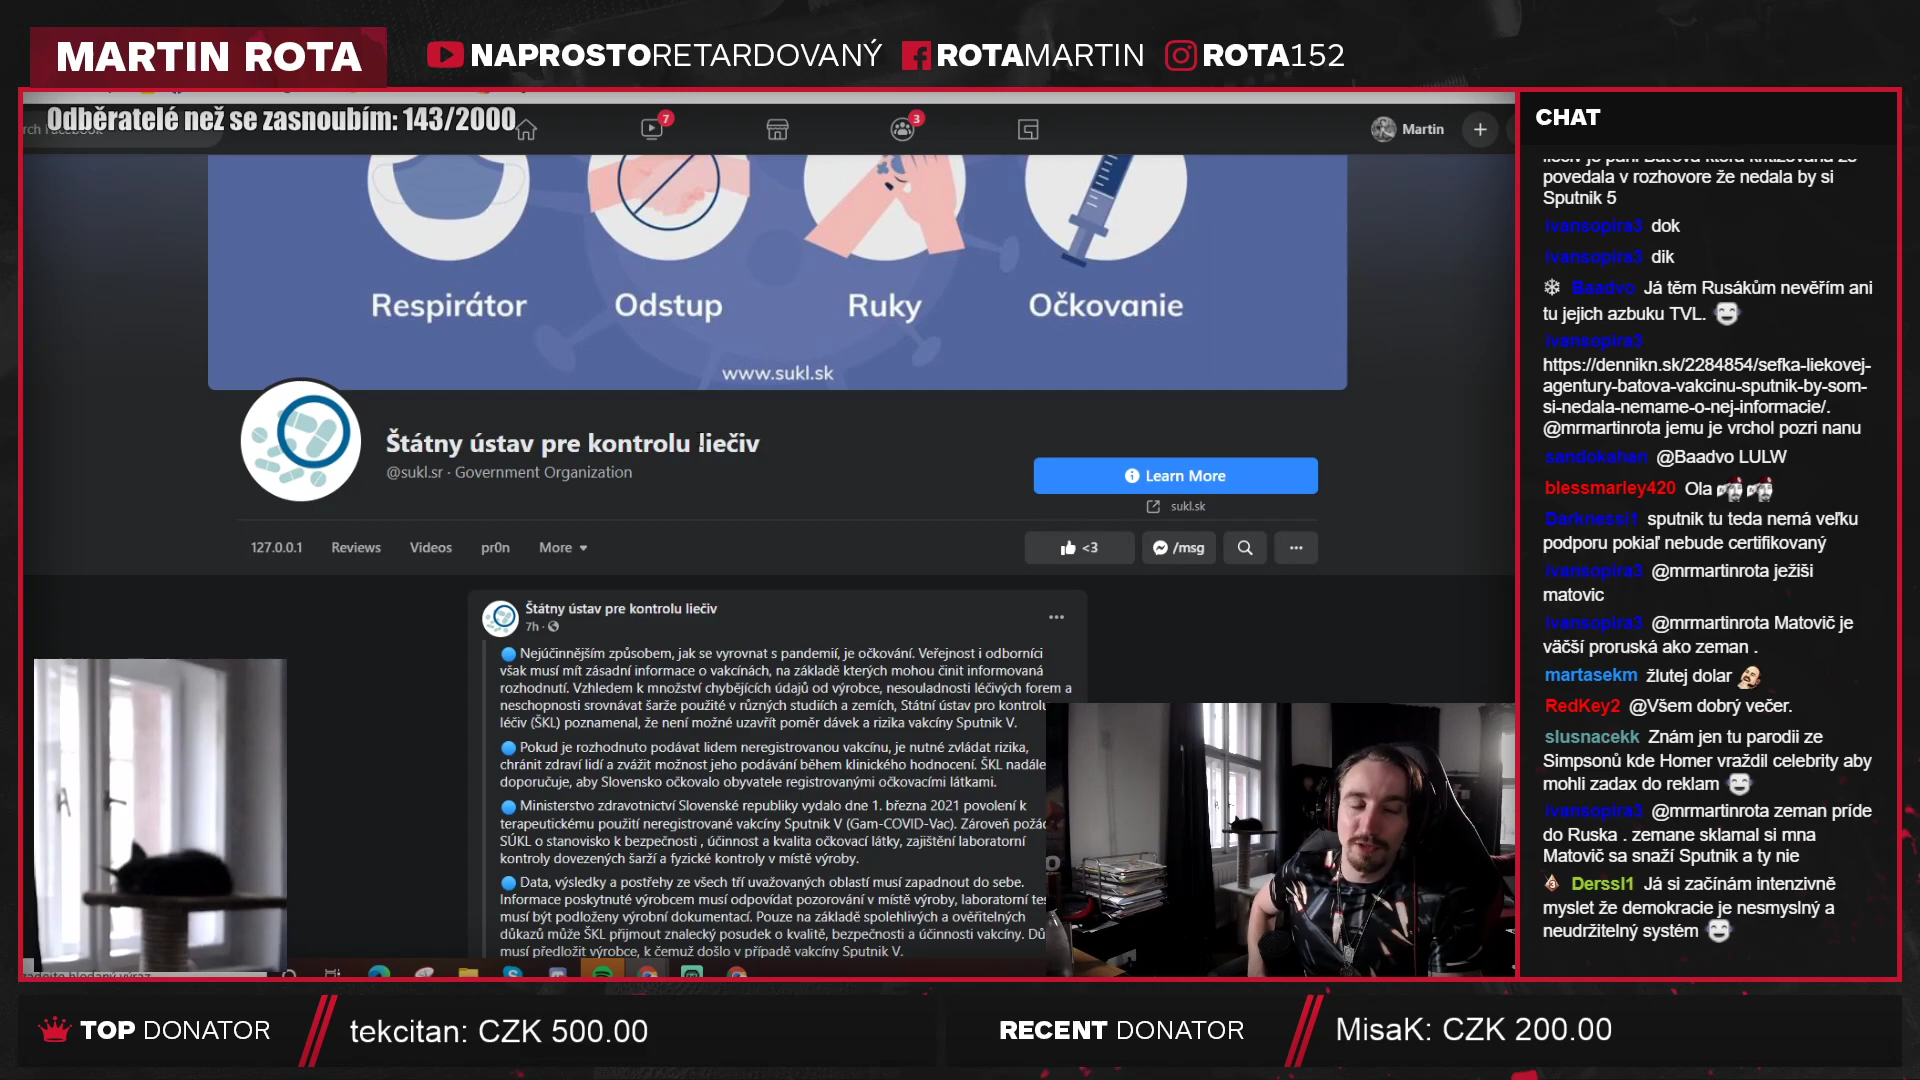 MARTIN ROTA
NAPROSTORETARDOVANÝ
ROTAMARTIN
ROTA152
Odběratelé než se zasnoubím: 143/2000
7
3
Martin
Respirátor
Odstup
Ruky
Očkovanie
www.sukl.sk
Štátny ústav pre kontrolu liečiv
@sukl.sr · Government Organization
Learn More
sukl.sk
127.0.0.1
Reviews
Videos
pr0n
More
<3
/msg
Štátny ústav pre kontrolu liečiv
7h ·
Nejúčinnějším způsobem, jak se vyrovnat s pandemií, je očkování. Veřejnost i odborníci
však musí mít zásadní informace o vakcínách, na základě kterých mohou činit informovaná
rozhodnutí. Vzhledem k množství chybějících údajů od výrobce, nesouladnosti léčivých forem a
neschopnosti srovnávat šarže použité v různých studiích a zemích, Státní ústav pro kontrolu
léčiv (ŠKL) poznamenal, že není možné uzavřít poměr dávek a rizika vakcíny Sputnik V.
Pokud je rozhodnuto podávat lidem neregistrovanou vakcínu, je nutné zvládat rizika,
chránit zdraví lidí a zvážit možnost jeho podávání během klinického hodnocení. ŠKL nadále
doporučuje, aby Slovensko očkovalo obyvatele registrovanými očkovacími látkami.
Ministerstvo zdravotnictví Slovenské republiky vydalo dne 1. března 2021 povolení k
terapeutickému použití neregistrované vakcíny Sputnik V (Gam-COVID-Vac). Zároveň
SÚKL o stanovisko k bezpečnosti , účinnost a kvalita očkovací látky, zajištění laboratorní
kontroly dovezených šarží a fyzické kontroly v místě výroby.
Data, výsledky a postřehy ze všech tří uvažovaných oblastí musí zapadnout do sebe.
Informace poskytnuté výrobcem musí odpovídat pozorování v místě výroby, laboratorní
musí být podloženy výrobní dokumentací. Pouze na základě spolehlivých a ověřitelných
důkazů může ŠKL přijmout znalecký posudek o kvalitě, bezpečnosti a účinnosti vakcíny.
musí předložit výrobce, k čemuž došlo v případě vakcíny Sputnik V.
CHAT
povedala v rozhovore že nedala by si
Sputnik 5
ivansopira3 dok
ivansopira3 dik
Baadvo Já těm Rusákům nevěřím ani
tu jejich azbuku TVL.
ivansopira3
https://dennikn.sk/2284854/sefka-liekovej-
agentury-batova-vakcinu-sputnik-by-som-
si-nedala-nemame-o-nej-informacie/.
@mrmartinrota jemu je vrchol pozri nanu
sandokahan @Baadvo LULW
blessmarley420 Ola
Darknessi1 sputnik tu teda nemá veľku
podporu pokiaľ nebude certifikovaný
ivansopira3 @mrmartinrota ježiši
matovic
ivansopira3 @mrmartinrota Matovič je
väčší proruská ako zeman .
martasekm žlutej dolar
RedKey2 @Všem dobrý večer.
slusnacekk Znám jen tu parodii ze
Simpsonů kde Homer vraždil celebrity aby
mohli zadax do reklam
ivansopira3 @mrmartinrota zeman príde
do Ruska . zemane sklamal si mna
Matovič sa snaží Sputnik a ty nie
Derssi1 Já si začínám intenzivně
myslet že demokracie je nesmyslný a
neudržitelný systém
TOP DONATOR
tekcitan: CZK 500.00
RECENT DONATOR
MisaK: CZK 200.00